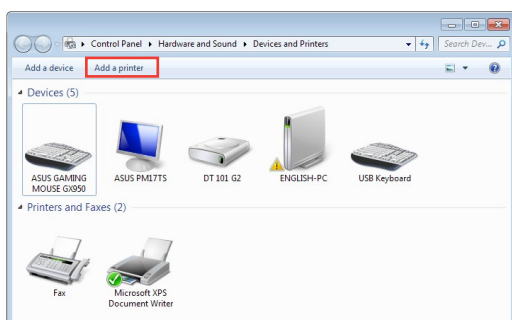 Control Panel ▸ Hardware and Sound ▸ Devices and Printers
Search Dev...
Add a device Add a printer
Devices (5)
ASUS GAMING MOUSE GX950
ASUS PM17TS
DT 101 G2
ENGLISH-PC
USB Keyboard
Printers and Faxes (2)
Fax
Microsoft XPS Document Writer